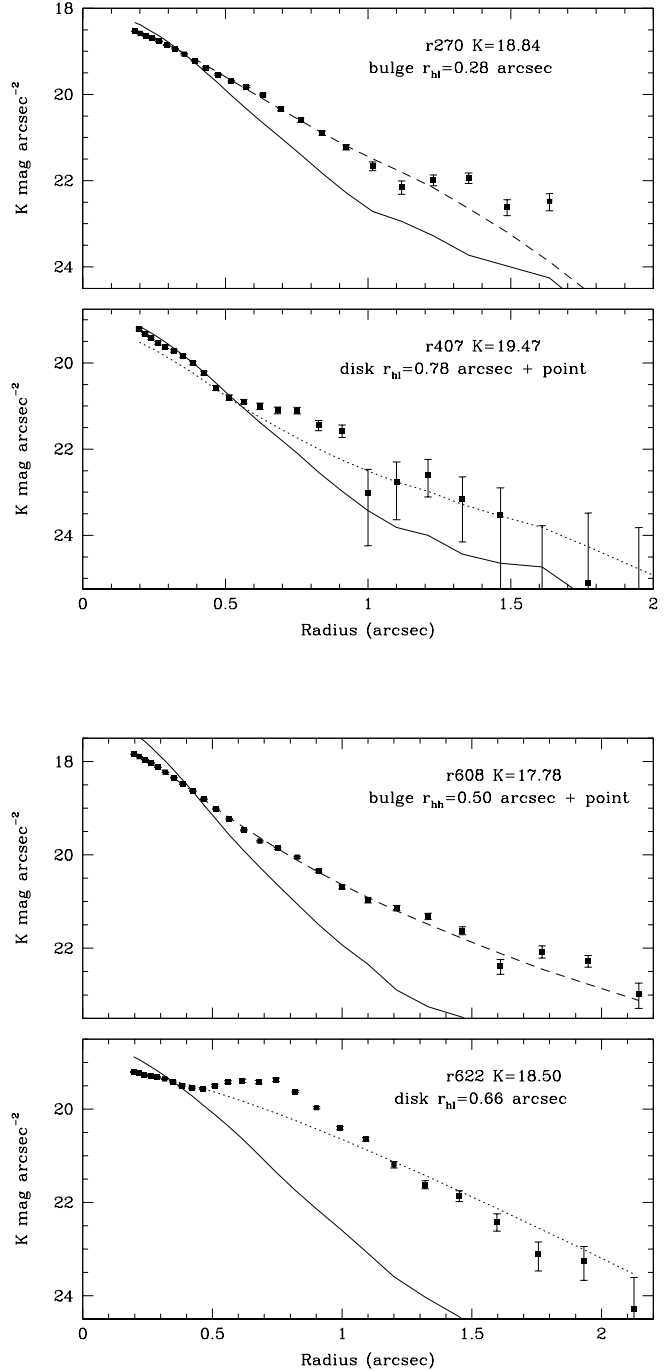 r270 K=18.84
bulge r_hl=0.28 arcsec
K mag arcsec⁻²
18
20
22
24
r407 K=19.47
disk r_hl=0.78 arcsec + point
K mag arcsec⁻²
20
22
24
0
0.5
1
1.5
2
Radius (arcsec)
r608 K=17.78
bulge r_hh=0.50 arcsec + point
K mag arcsec⁻²
18
20
22
r622 K=18.50
disk r_hl=0.66 arcsec
K mag arcsec⁻²
20
22
24
0
0.5
1
1.5
2
Radius (arcsec)